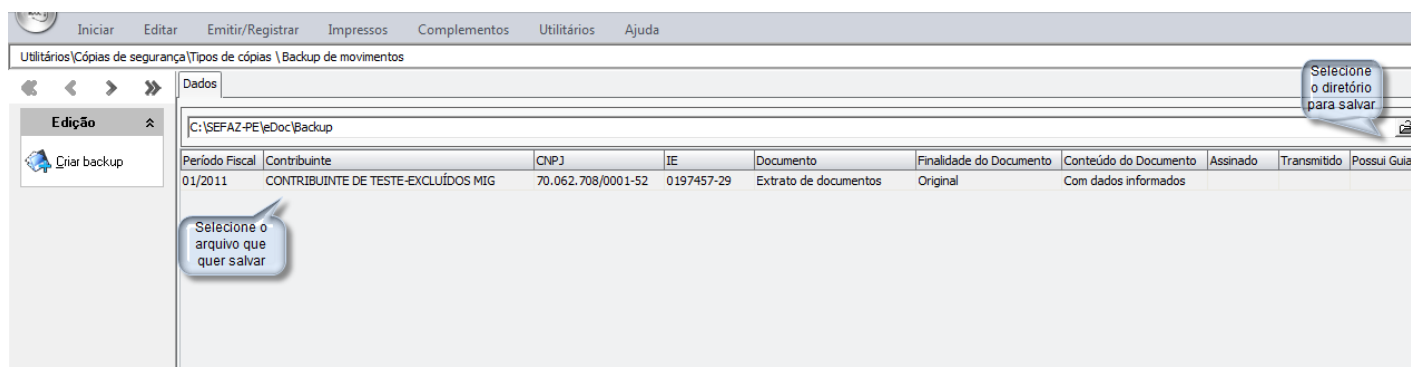 Iniciar Editar Emitir/Registrar Impressos Complementos Utilitários Ajuda
Utilitários\Cópias de segurança\Tipos de cópias \ Backup de movimentos
Selecione
o diretório
para salvar
Dados
Edição
C:\SEFAZ-PE\eDoc\Backup
Criar backup
Período Fiscal Contribuinte CNPJ IE Documento Finalidade do Documento Conteúdo do Documento Assinado Transmitido Possui Guia
01/2011 CONTRIBUINTE DE TESTE-EXCLUÍDOS MIG 70.062.708/0001-52 0197457-29 Extrato de documentos Original Com dados informados
Selecione o
arquivo que
quer salvar